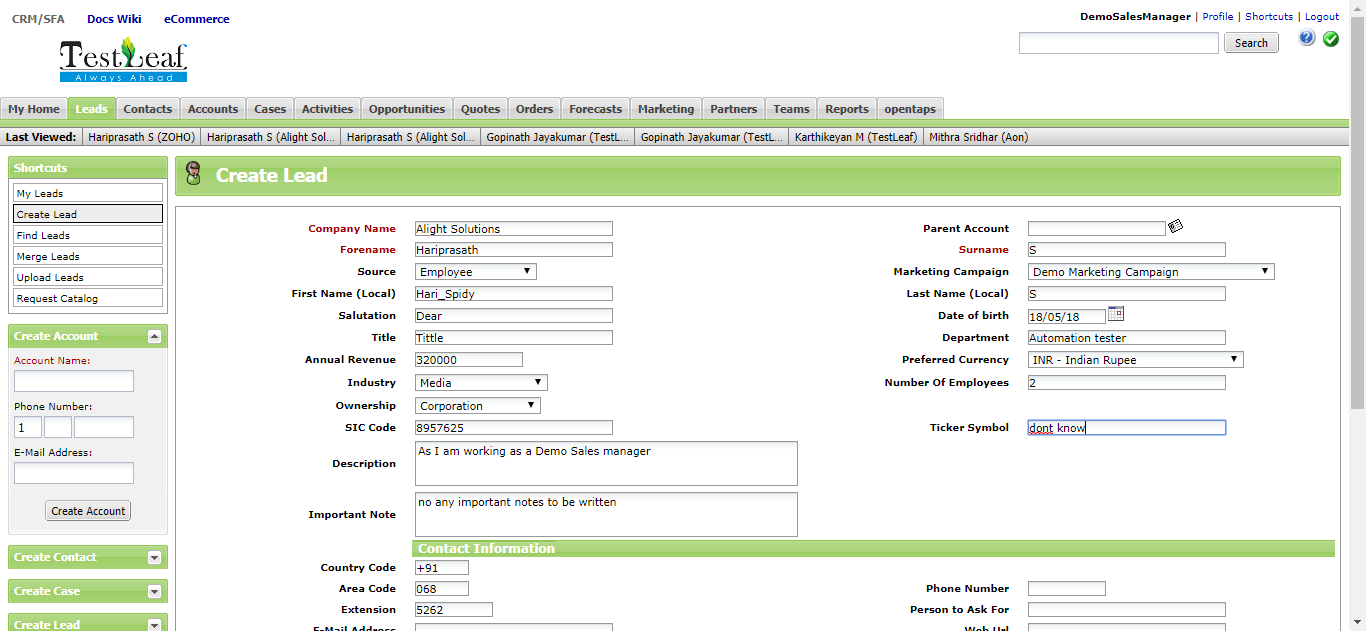 CRM/SFA Docs Wiki eCommerce
DemoSalesManager | Profile | Shortcuts | Logout
TestLeaf
Always Ahead
Search
My Home Leads Contacts Accounts Cases Activities Opportunities Quotes Orders Forecasts Marketing Partners Teams Reports opentaps
Last Viewed: Hariprasath S (ZOHO) Hariprasath S (Alight Sol... Hariprasath S (Alight Sol... Gopinath Jayakumar (TestL... Gopinath Jayakumar (TestL... Karthikeyan M (TestLeaf) Mithra Sridhar (Aon)
Shortcuts
My Leads
Create Lead
Find Leads
Merge Leads
Upload Leads
Request Catalog
Create Account
Account Name:
Phone Number:
1
E-Mail Address:
Create Account
Create Contact
Create Case
Create Lead
Create Lead
Company Name Alight Solutions Parent Account
Forename Hariprasath Surname S
Source Employee Marketing Campaign Demo Marketing Campaign
First Name (Local) Hari_Spidy Last Name (Local) S
Salutation Dear Date of birth 18/05/18
Title Tittle Department Automation tester
Annual Revenue 320000 Preferred Currency INR - Indian Rupee
Industry Media Number Of Employees 2
Ownership Corporation
SIC Code 8957625 Ticker Symbol dont know
Description As I am working as a Demo Sales manager
Important Note no any important notes to be written
Contact Information
Country Code +91
Area Code 068 Phone Number
Extension 5262 Person to Ask For
E-Mail Address Web Url